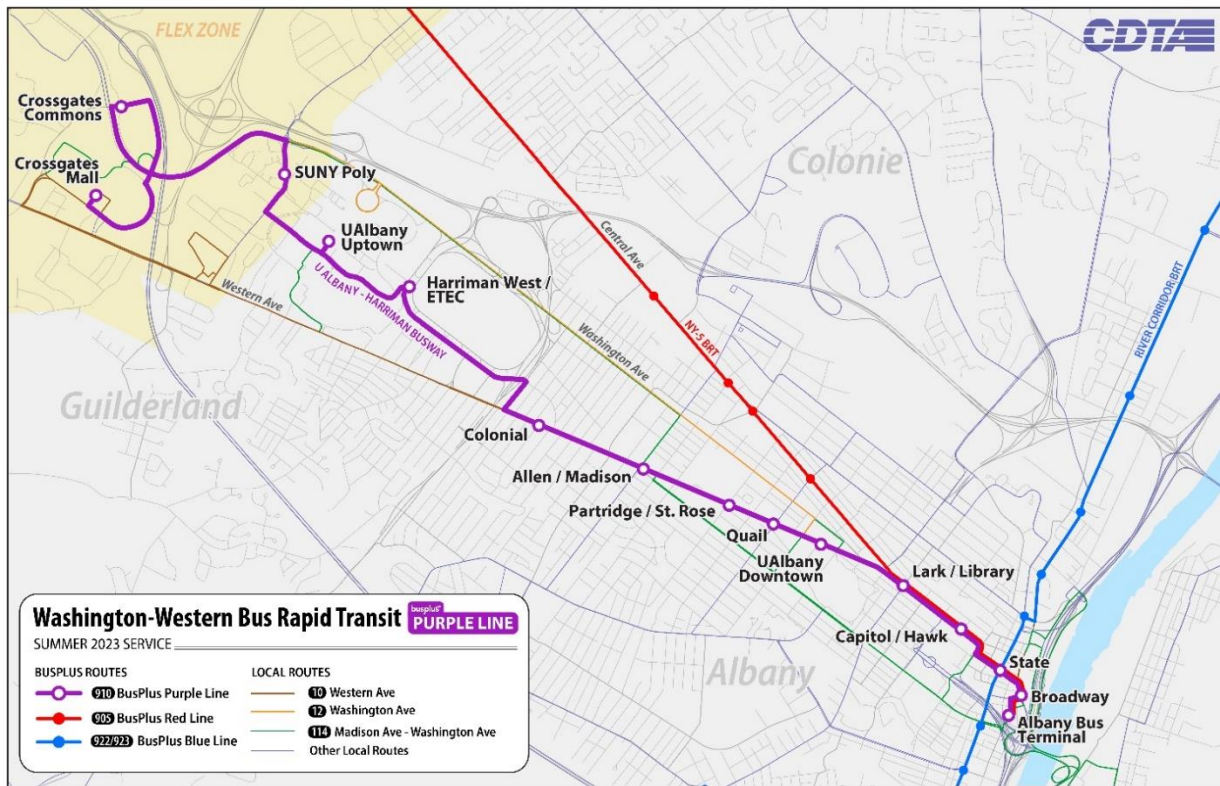 FLEX ZONE
CDTA
Crossgates
Commons
Crossgates
Mall
SUNY Poly
Colonie
UAlbany
Uptown
Central Ave
RIVER CORRIDOR BRT
Harriman West /
ETEC
Western Ave
U ALBANY - HARRIMAN BUSWAY
Washington Ave
NY-5 BRT
Guilderland
Colonial
Allen / Madison
Partridge / St. Rose
Quail
UAlbany
Downtown
Lark / Library
Capitol / Hawk
Albany
State
Broadway
Albany Bus
Terminal
Washington-Western Bus Rapid Transit busplus+ PURPLE LINE
SUMMER 2023 SERVICE
BUSPLUS ROUTES
910 BusPlus Purple Line
905 BusPlus Red Line
922/923 BusPlus Blue Line
LOCAL ROUTES
10 Western Ave
12 Washington Ave
114 Madison Ave - Washington Ave
Other Local Routes